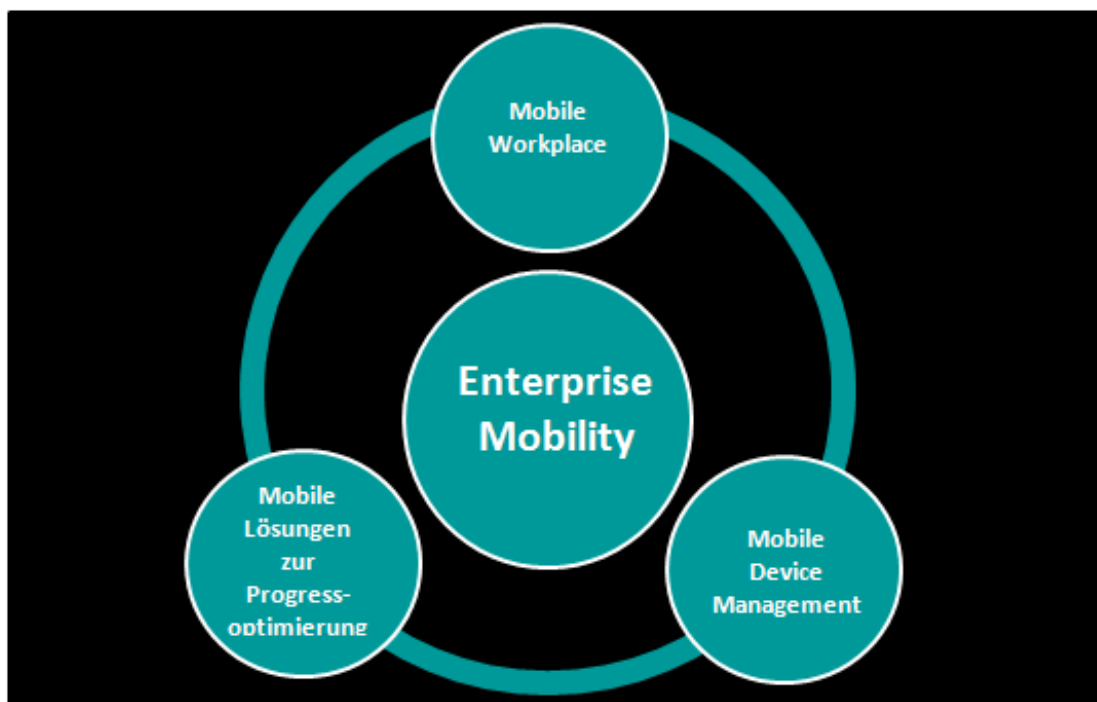 Mobile
Workplace
Enterprise
Mobility
Mobile
Lösungen
zur
Progress-
optimierung
Mobile
Device
Management